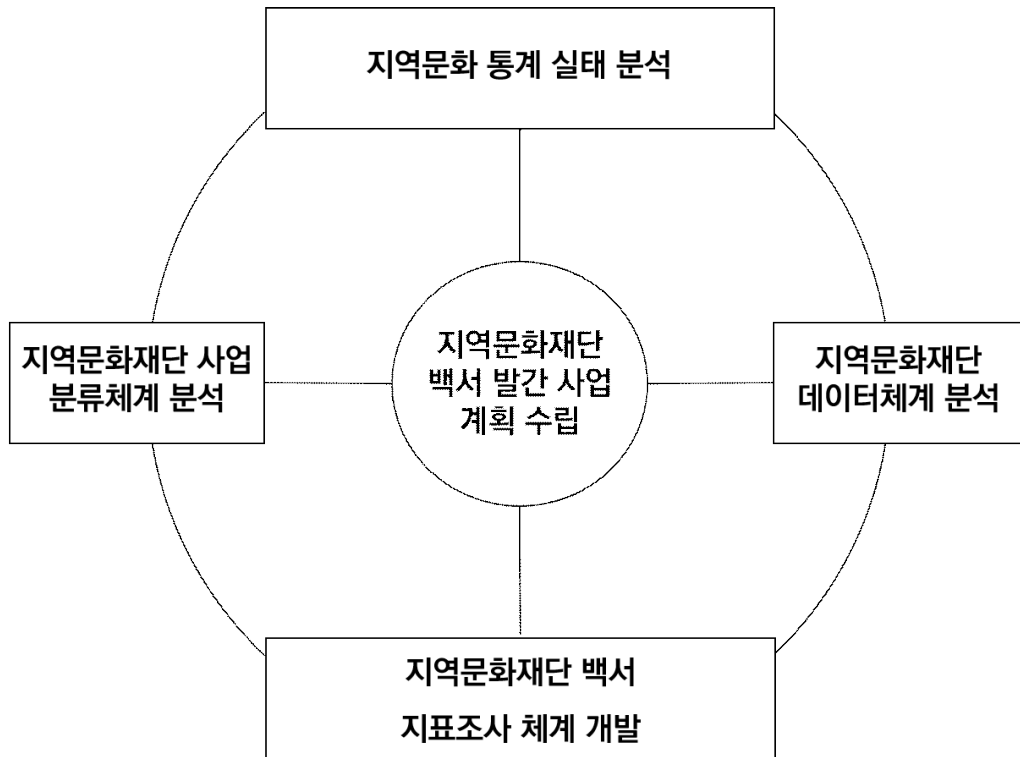 지역문화 통계 실태 분석
지역문화재단 사업
분류체계 분석
지역문화재단
백서 발간 사업
계획 수립
지역문화재단
데이터체계 분석
지역문화재단 백서
지표조사 체계 개발